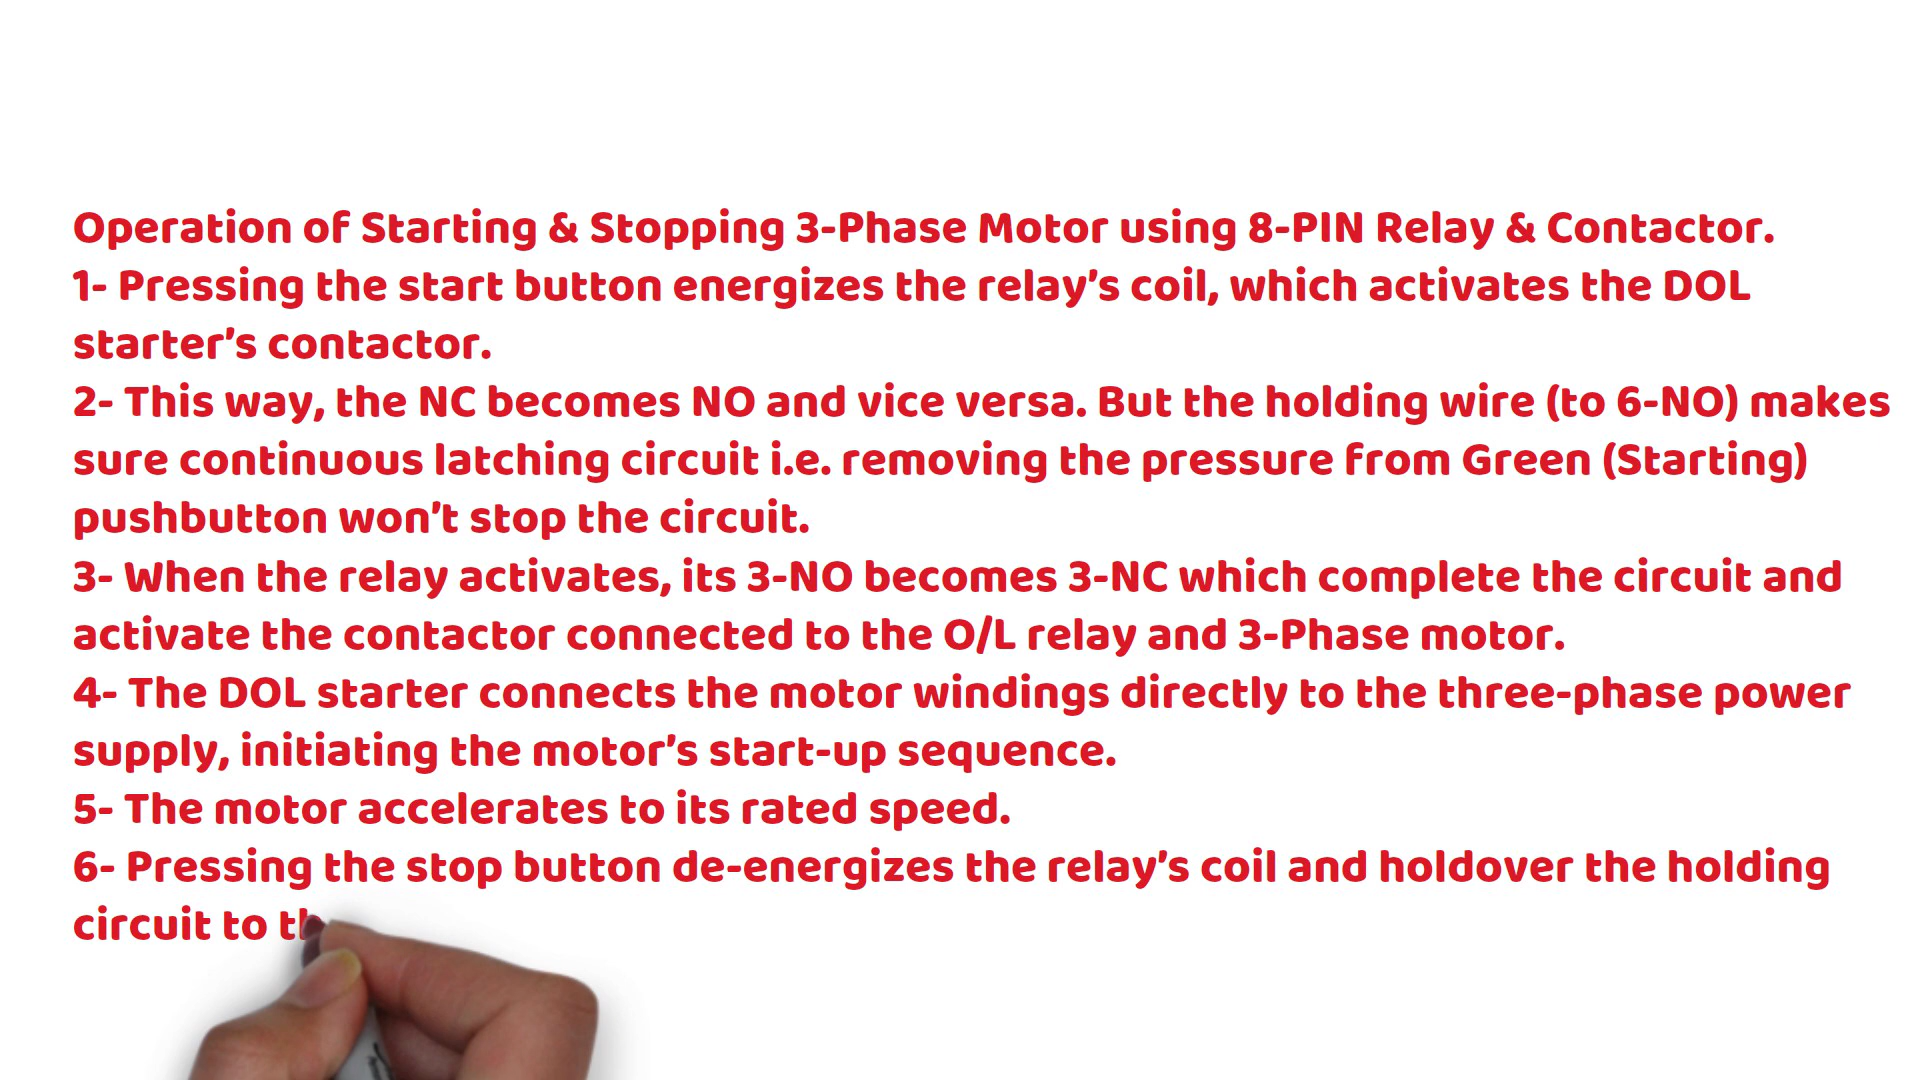 Operation of Starting & Stopping 3-Phase Motor using 8-PIN Relay & Contactor.
1- Pressing the start button energizes the relay’s coil, which activates the DOL
starter’s contactor.
2- This way, the NC becomes NO and vice versa. But the holding wire (to 6-NO) makes
sure continuous latching circuit i.e. removing the pressure from Green (Starting)
pushbutton won’t stop the circuit.
3- When the relay activates, its 3-NO becomes 3-NC which complete the circuit and
activate the contactor connected to the O/L relay and 3-Phase motor.
4- The DOL starter connects the motor windings directly to the three-phase power
supply, initiating the motor’s start-up sequence.
5- The motor accelerates to its rated speed.
6- Pressing the stop button de-energizes the relay’s coil and holdover the holding
circuit to